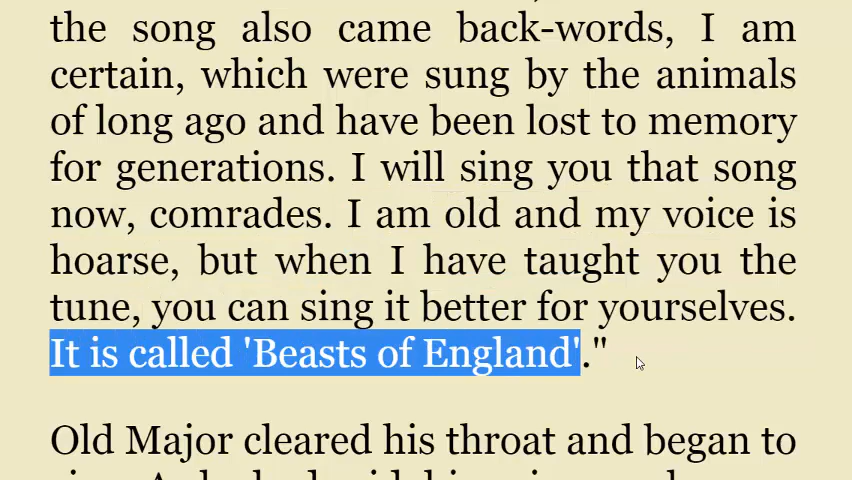 the song also came back-words, I am
certain, which were sung by the animals
of long ago and have been lost to memory
for generations. I will sing you that song
now, comrades. I am old and my voice is
hoarse, but when I have taught you the
tune, you can sing it better for yourselves.
It is called 'Beasts of England'."
Old Major cleared his throat and began to